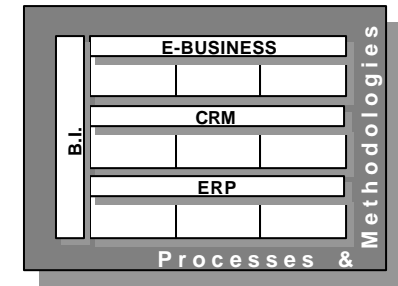 E-BUSINESS
CRM
B.I.
ERP
Processes &
Methodologies